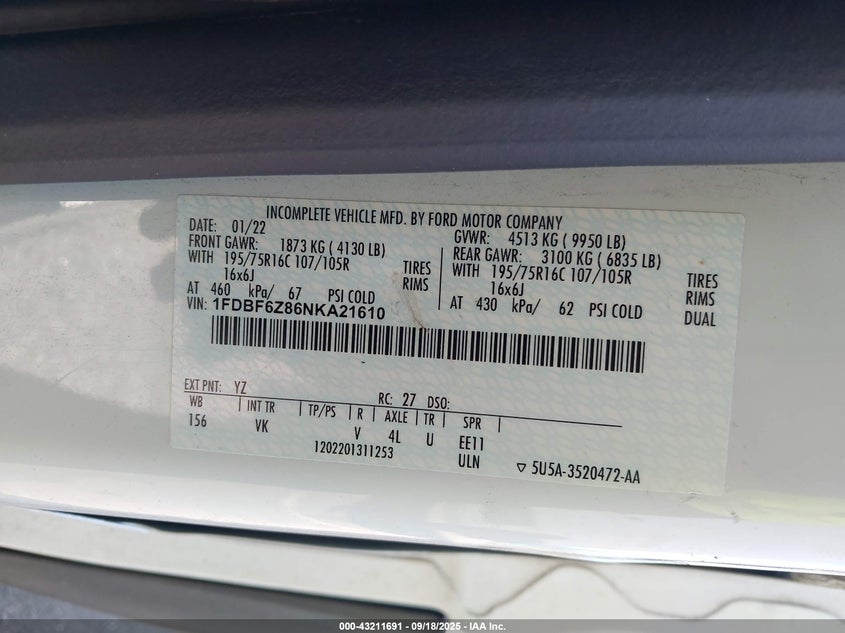 INCOMPLETE VEHICLE MFD. BY FORD MOTOR COMPANY
DATE: 01/22 GVWR: 4513 KG ( 9950 LB)
FRONT GAWR: 1873 KG ( 4130 LB) REAR GAWR: 3100 KG ( 6835 LB)
WITH 195/75R16C 107/105R TIRES WITH 195/75R16C 107/105R TIRES
16x6J RIMS 16x6J RIMS
AT 460 kPa/ 67 PSI COLD AT 430 kPa/ 62 PSI COLD DUAL
VIN: 1FDBF6Z86NKA21610
EXT PNT: YZ RC: 27 DSO:
WB INT TR TP/PS R AXLE TR SPR
156 VK V 4L U EE11
1202201311253 ULN ▽ 5U5A-3520472-AA
000-43211691 - 09/18/2025 - IAA Inc.